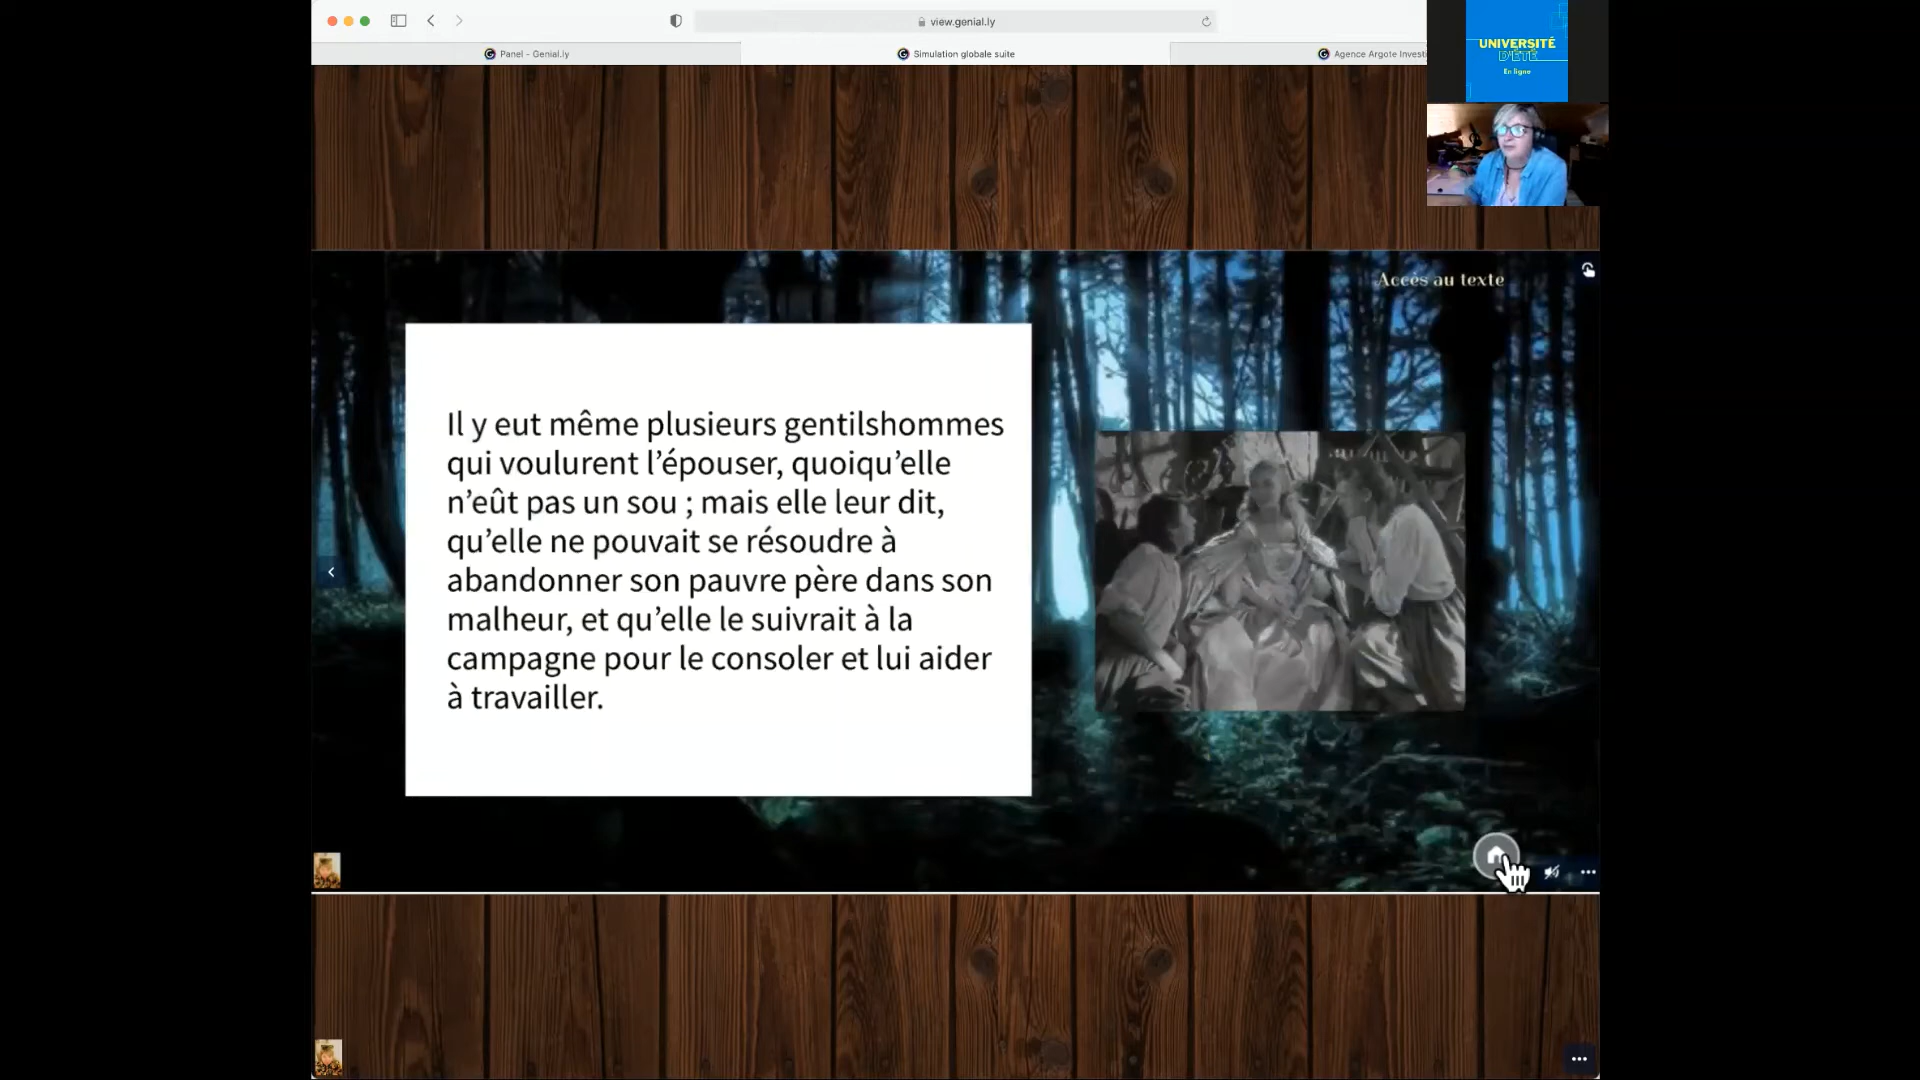 view.genial.ly
Panel - Genial.ly
Simulation globale suite
Agence Argote Investi
UNIVERSITÉ
D'ÉTÉ
En ligne
Accès au texte
Il y eut même plusieurs gentilshommes
qui voulurent l’épouser, quoiqu’elle
n’eût pas un sou ; mais elle leur dit,
qu’elle ne pouvait se résoudre à
abandonner son pauvre père dans son
malheur, et qu’elle le suivrait à la
campagne pour le consoler et lui aider
à travailler.